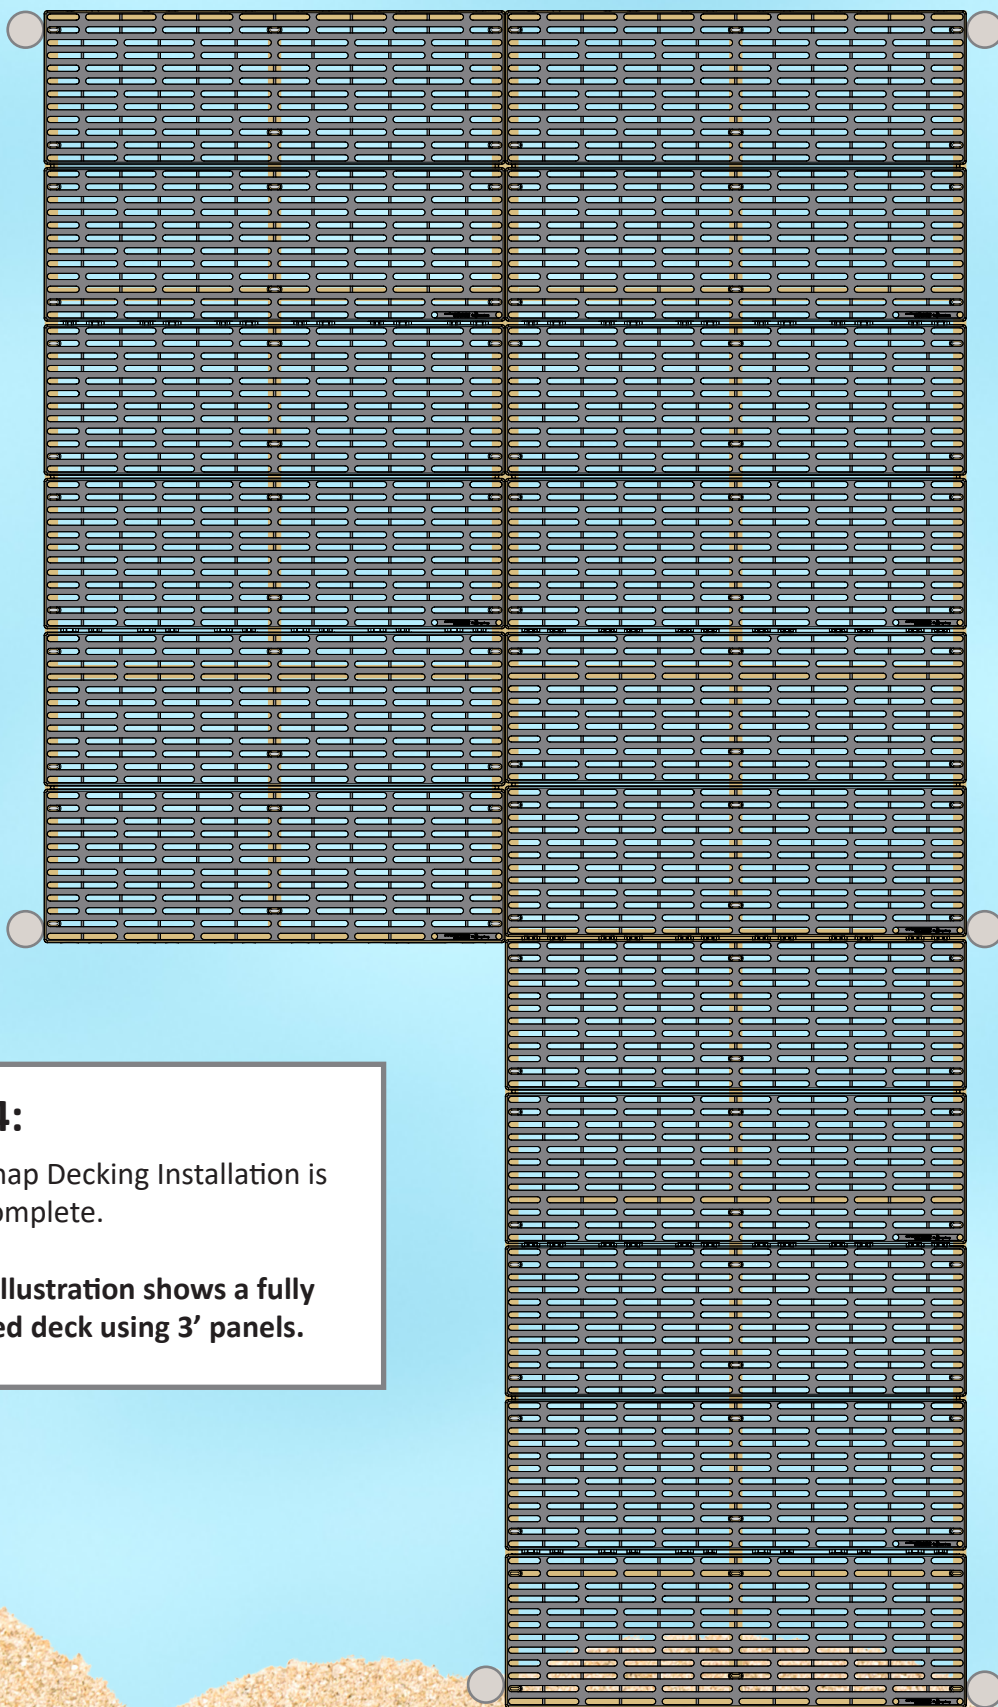 4:
nap Decking Installation is
omplete.
llustration shows a fully
ed deck using 3’ panels.